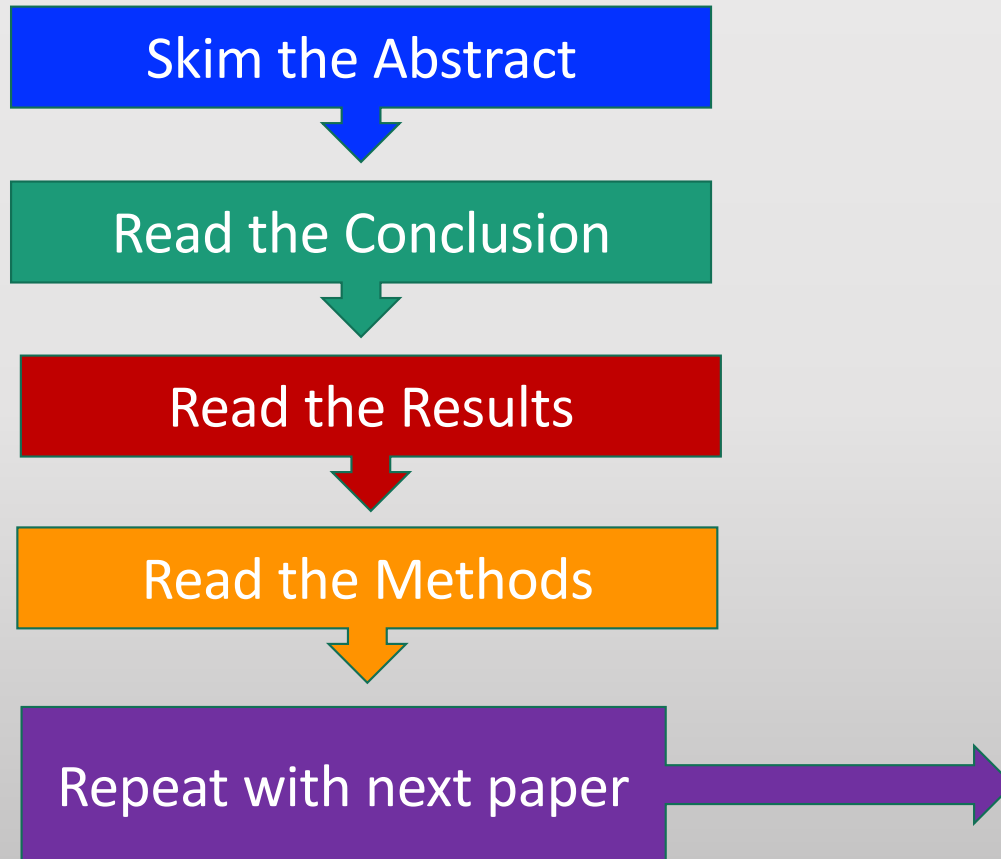 Skim the Abstract
Read the Conclusion
Read the Results
Read the Methods
Repeat with next paper